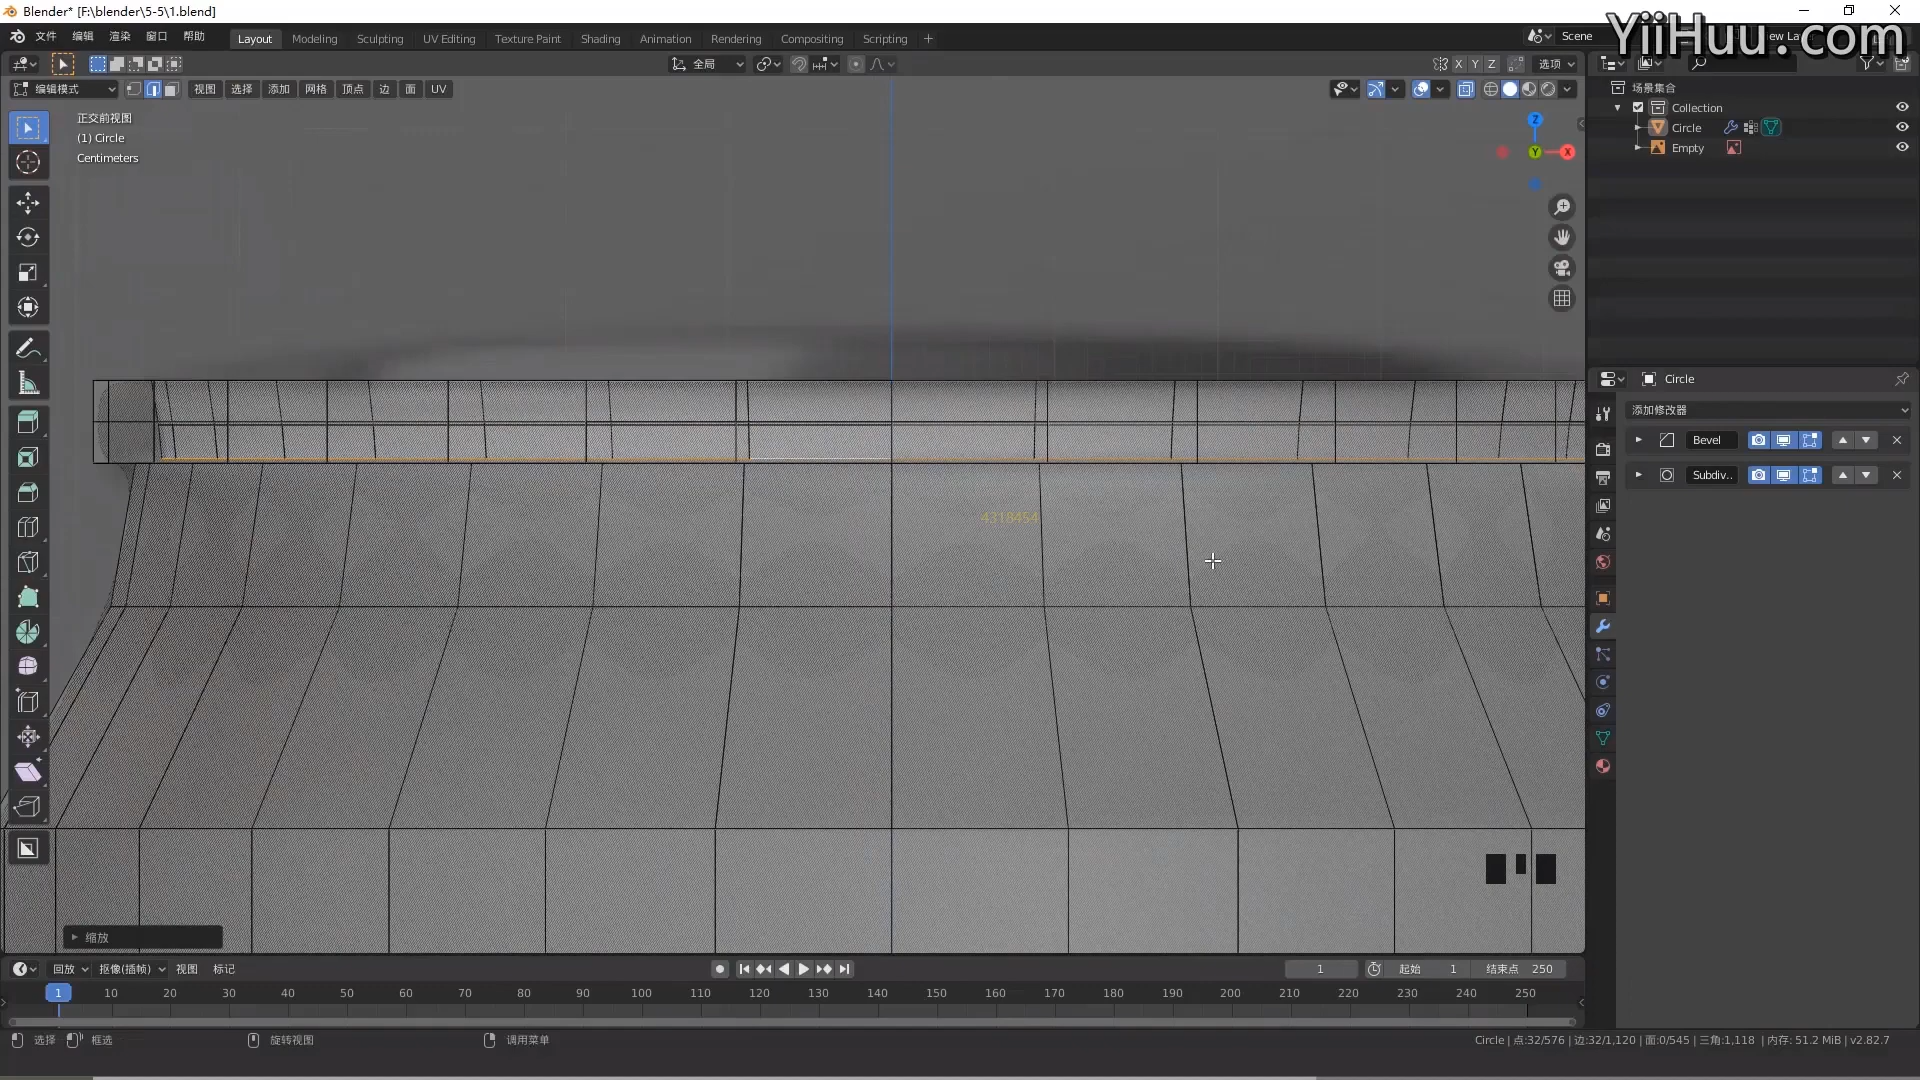 Blender* [F:\blender\5-5\1.blend]
文件 编辑 渲染 窗口 帮助 Layout Modeling Sculpting UV Editing Texture Paint Shading Animation Rendering Compositing Scripting + Scene View Layer
YiiHuu.com
全局 X Y Z 选项
编辑模式 视图 选择 添加 网格 顶点 边 面 UV
正交前视图
(1) Circle
Centimeters
Z
Y X
场景集合
Collection
Circle
Empty
Circle
添加修改器
Bevel
Subdiv..
4318454
缩放
回放 抠像(插帧) 视图 标记 1 起始 1 结束点 250
1 10 20 30 40 50 60 70 80 90 100 110 120 130 140 150 160 170 180 190 200 210 220 230 240 250
选择 框选 旋转视图 调用菜单 Circle | 点:32/576 | 边:32/1,120 | 面:0/545 | 三角:1,118 | 内存: 51.2 MiB | v2.82.7